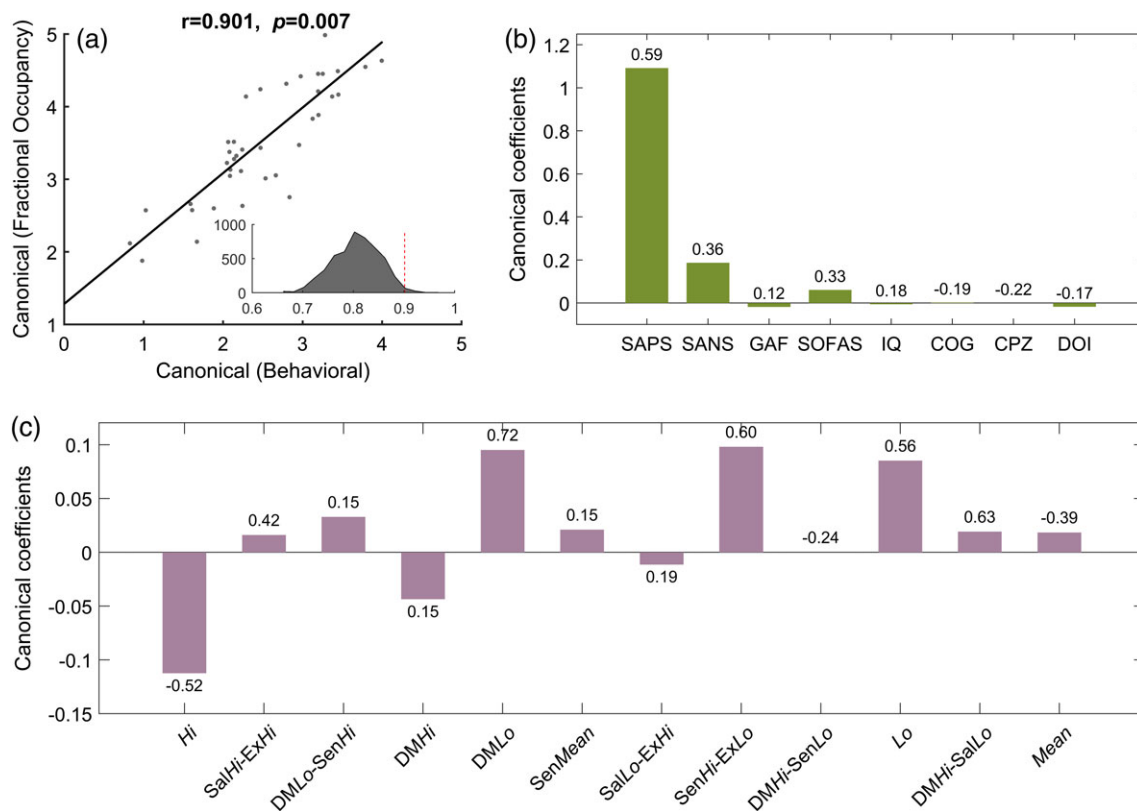 (a)
r=0.901, p=0.007
Canonical (Fractional Occupancy)
5
4
3
2
1
0 1 2 3 4 5
Canonical (Behavioral)
1000
500
0
0.6 0.7 0.8 0.9 1
(b)
Canonical coefficients
1.2
1
0.8
0.6
0.4
0.2
0
0.59
0.36
0.12
0.33
0.18
-0.19
-0.22
-0.17
SAPS SANS GAF SOFAS IQ COG CPZ DOI
(c)
Canonical coefficients
0.1
0.05
0
-0.05
-0.1
-0.15
-0.52
0.42
0.15
0.15
0.72
0.15
0.19
0.60
-0.24
0.56
0.63
-0.39
Hi
SalHi-ExHi
DMLo-SenHi
DMHi
DMLo
SenMean
SalLo-ExHi
SenHi-ExLo
DMHi-SenLo
Lo
DMHi-SalLo
Mean